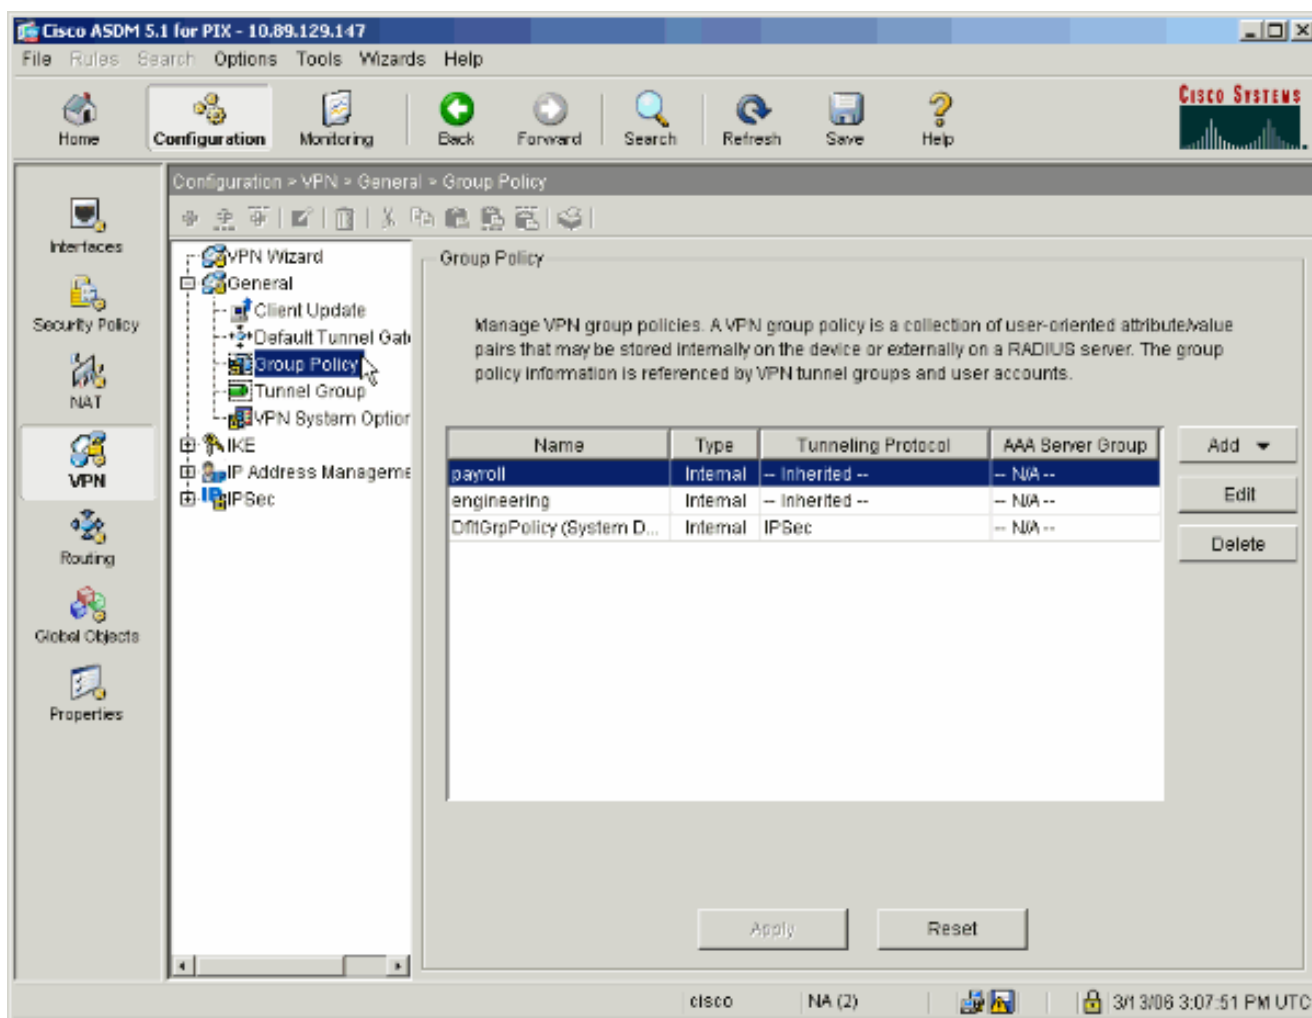 Cisco ASDM 5.1 for PIX - 10.89.129.147
File Rules Search Options Tools Wizards Help
Home Configuration Monitoring Back Forward Search Refresh Save Help
CISCO SYSTEMS
Configuration > VPN > General > Group Policy
Interfaces
Security Policy
NAT
VPN
Routing
Global Objects
Properties
VPN Wizard
General
Client Update
Default Tunnel Gat
Group Policy
Tunnel Group
VPN System Option
IKE
IP Address Manageme
IPSec
Group Policy
Manage VPN group policies. A VPN group policy is a collection of user-oriented attribute/value
pairs that may be stored internally on the device or externally on a RADIUS server. The group
policy information is referenced by VPN tunnel groups and user accounts.
Name Type Tunneling Protocol AAA Server Group
payroll Internal -- Inherited -- -- N/A --
engineering Internal -- Inherited -- -- N/A --
DfltGrpPolicy (System D... Internal IPSec -- N/A --
Add
Edit
Delete
Apply Reset
cisco NA (2) 3/13/06 3:07:51 PM UTC